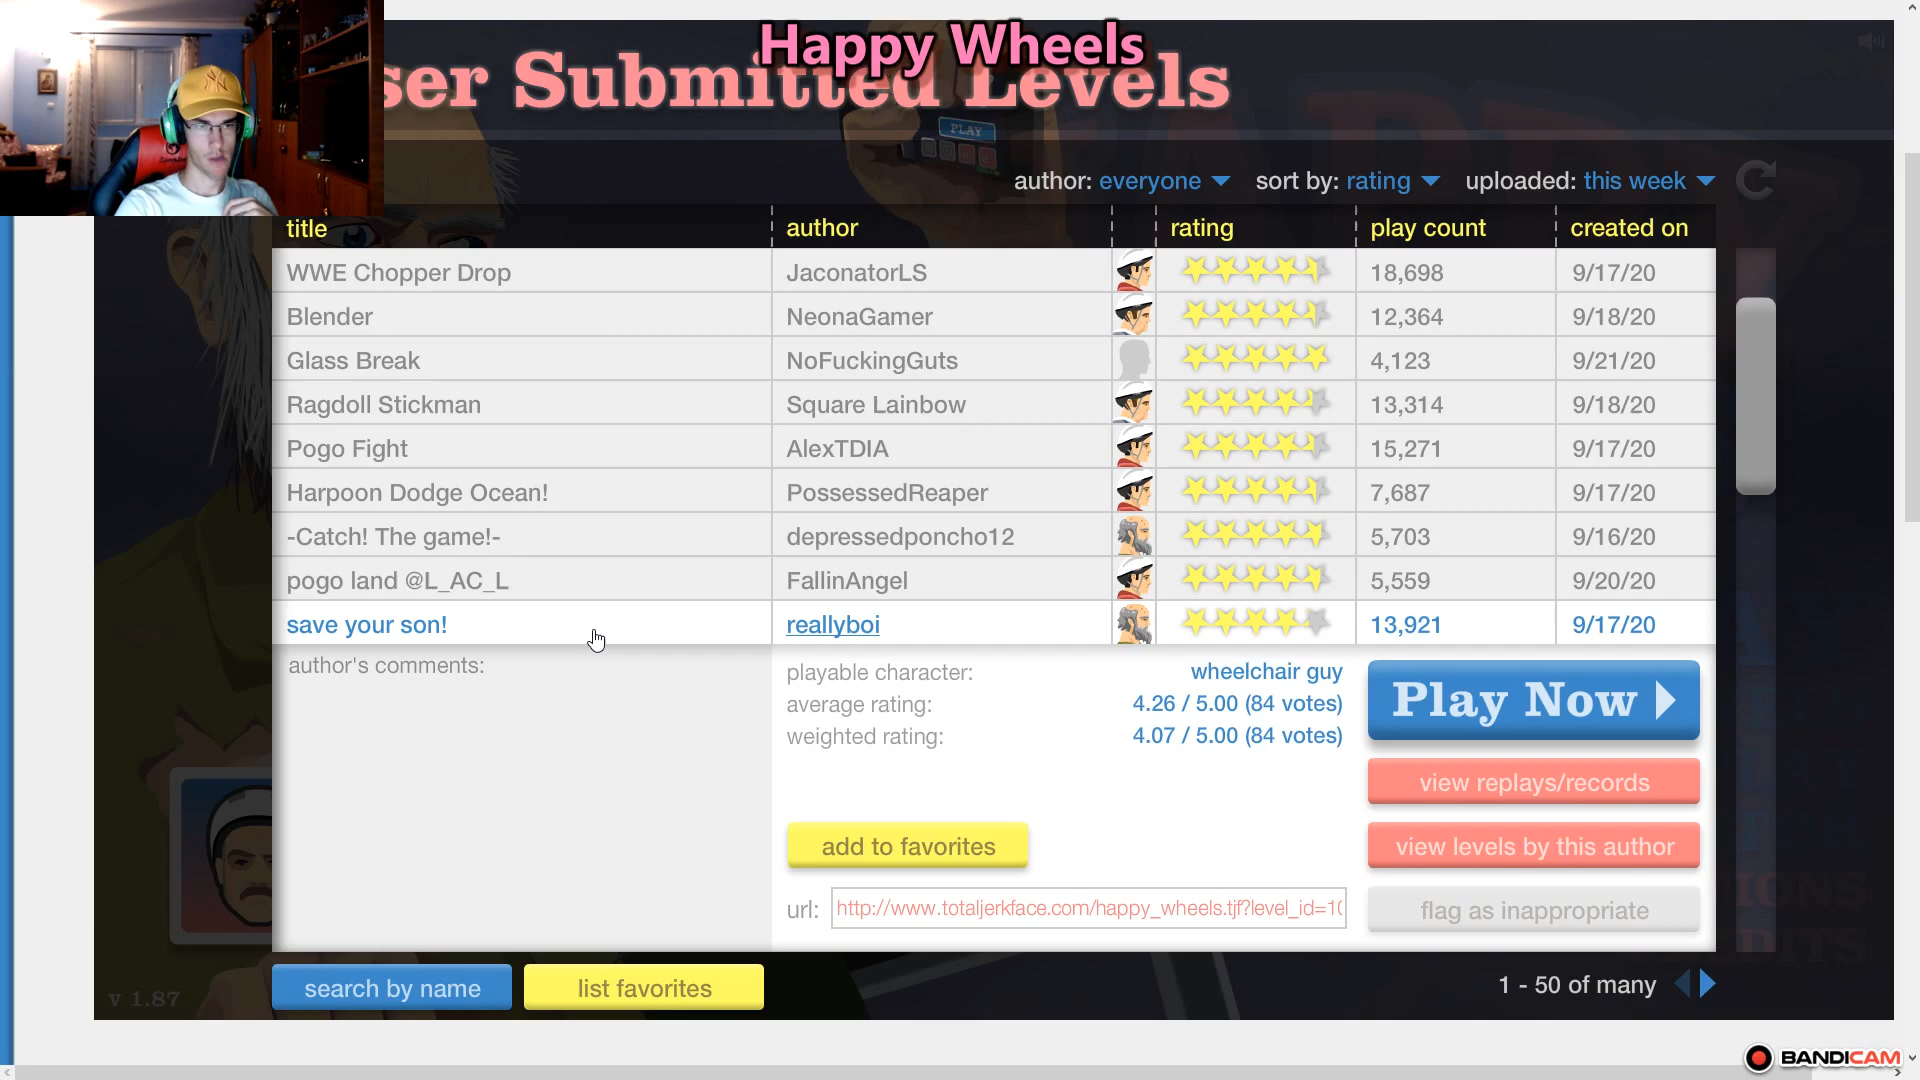 Happy Wheels
ser Submitted Levels
PLAY
author: everyone sort by: rating uploaded: this week
title author rating play count created on
WWE Chopper Drop JaconatorLS 18,698 9/17/20
Blender NeonaGamer 12,364 9/18/20
Glass Break NoFuckingGuts 4,123 9/21/20
Ragdoll Stickman Square Lainbow 13,314 9/18/20
Pogo Fight AlexTDIA 15,271 9/17/20
Harpoon Dodge Ocean! PossessedReaper 7,687 9/17/20
-Catch! The game!- depressedponcho12 5,703 9/16/20
pogo land @L_AC_L FallinAngel 5,559 9/20/20
save your son! reallyboi 13,921 9/17/20
author's comments:
playable character: wheelchair guy
average rating: 4.26 / 5.00 (84 votes)
weighted rating: 4.07 / 5.00 (84 votes)
Play Now
view replays/records
add to favorites
view levels by this author
url: http://www.totaljerkface.com/happy_wheels.tjf?level_id=1(
flag as inappropriate
IONS
EDITS
v 1.87
search by name list favorites
1 - 50 of many
BANDICAM